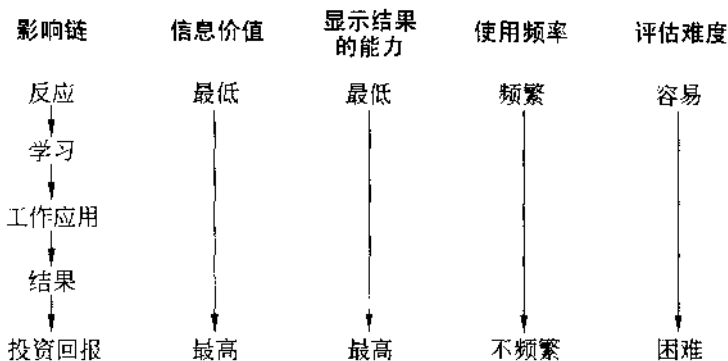 影响链 信息价值 显示结果的能力 使用频率 评估难度
反应 最低 最低 频繁 容易
学习
工作应用
结果
投资回报 最高 最高 不频繁 困难